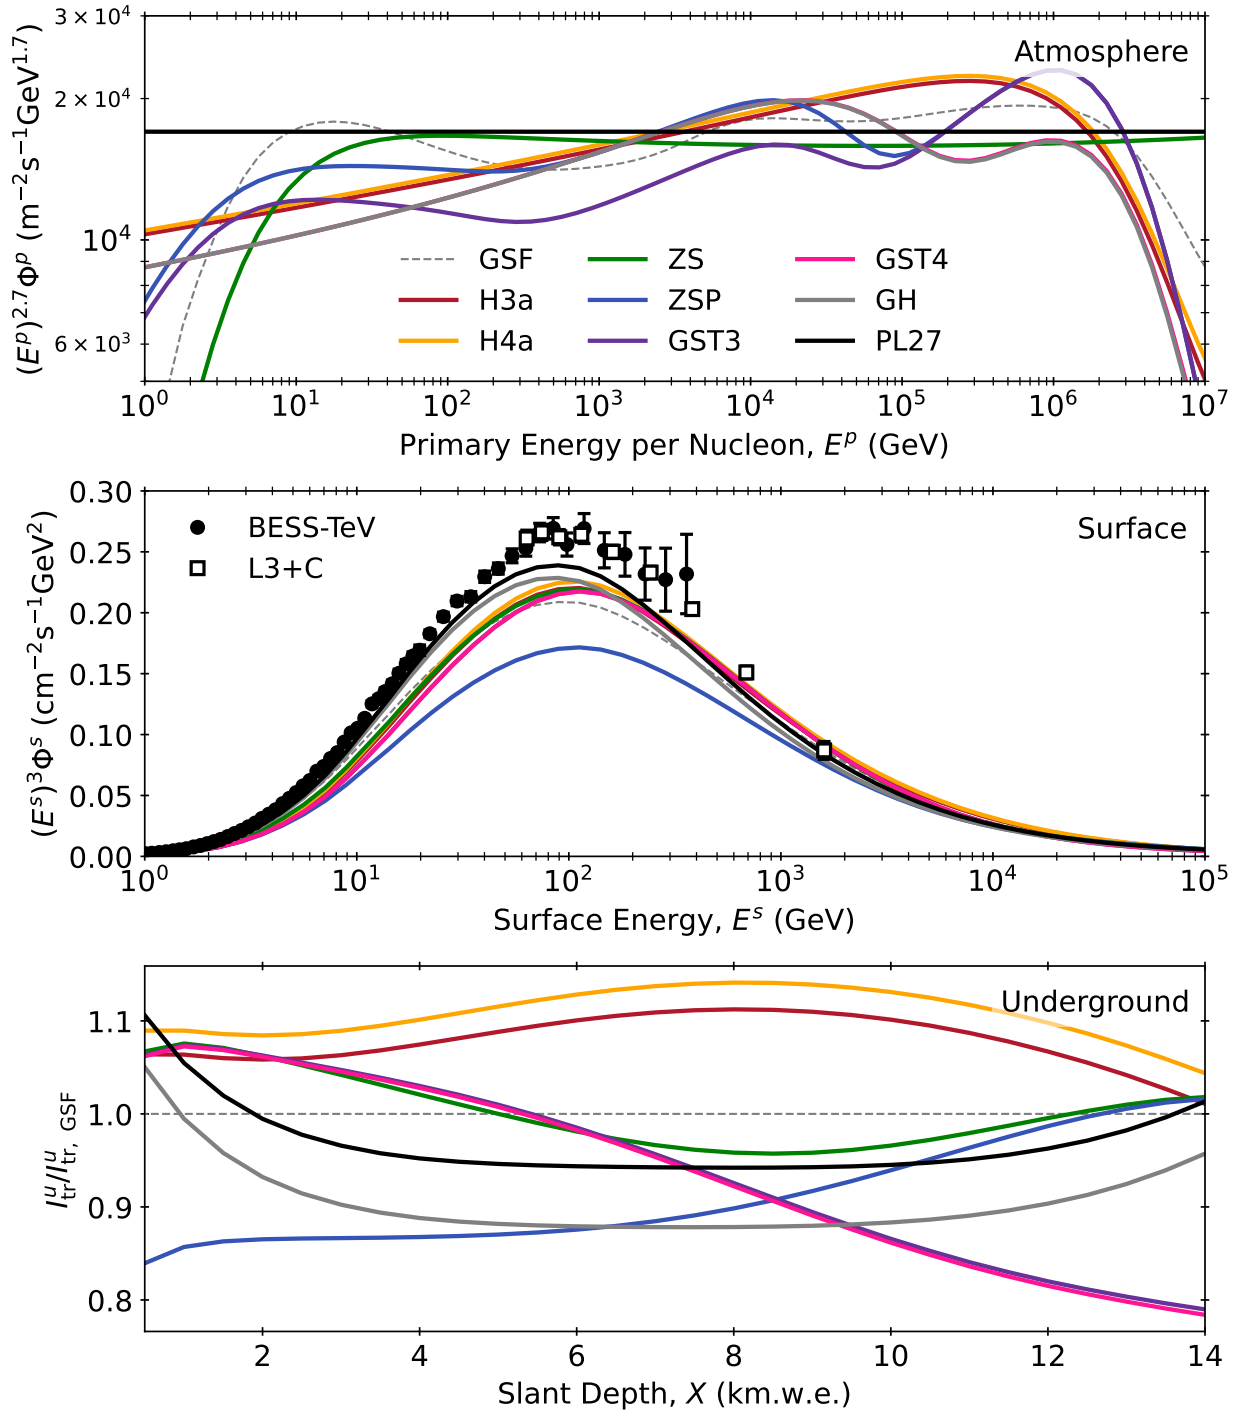 Atmosphere
(E^p)^2.7 Φ^p (m^−2 s^−1 GeV^1.7)
3 × 10^4
2 × 10^4
10^4
6 × 10^3
GSF ZS GST4
H3a ZSP GH
H4a GST3 PL27
10^0 10^1 10^2 10^3 10^4 10^5 10^6 10^7
Primary Energy per Nucleon, E^p (GeV)
Surface
(E^s)^3 Φ^s (cm^−2 s^−1 GeV^2)
BESS-TeV
L3+C
0.30
0.25
0.20
0.15
0.10
0.05
0.00
10^0 10^1 10^2 10^3 10^4 10^5
Surface Energy, E^s (GeV)
Underground
I^u_tr/I^u_tr, GSF
1.1
1.0
0.9
0.8
2 4 6 8 10 12 14
Slant Depth, X (km.w.e.)